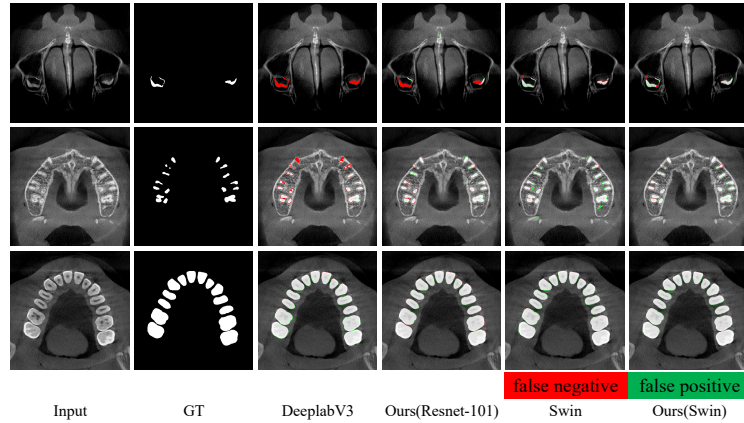 false negative false positive
Input GT DeeplabV3 Ours(Resnet-101) Swin Ours(Swin)